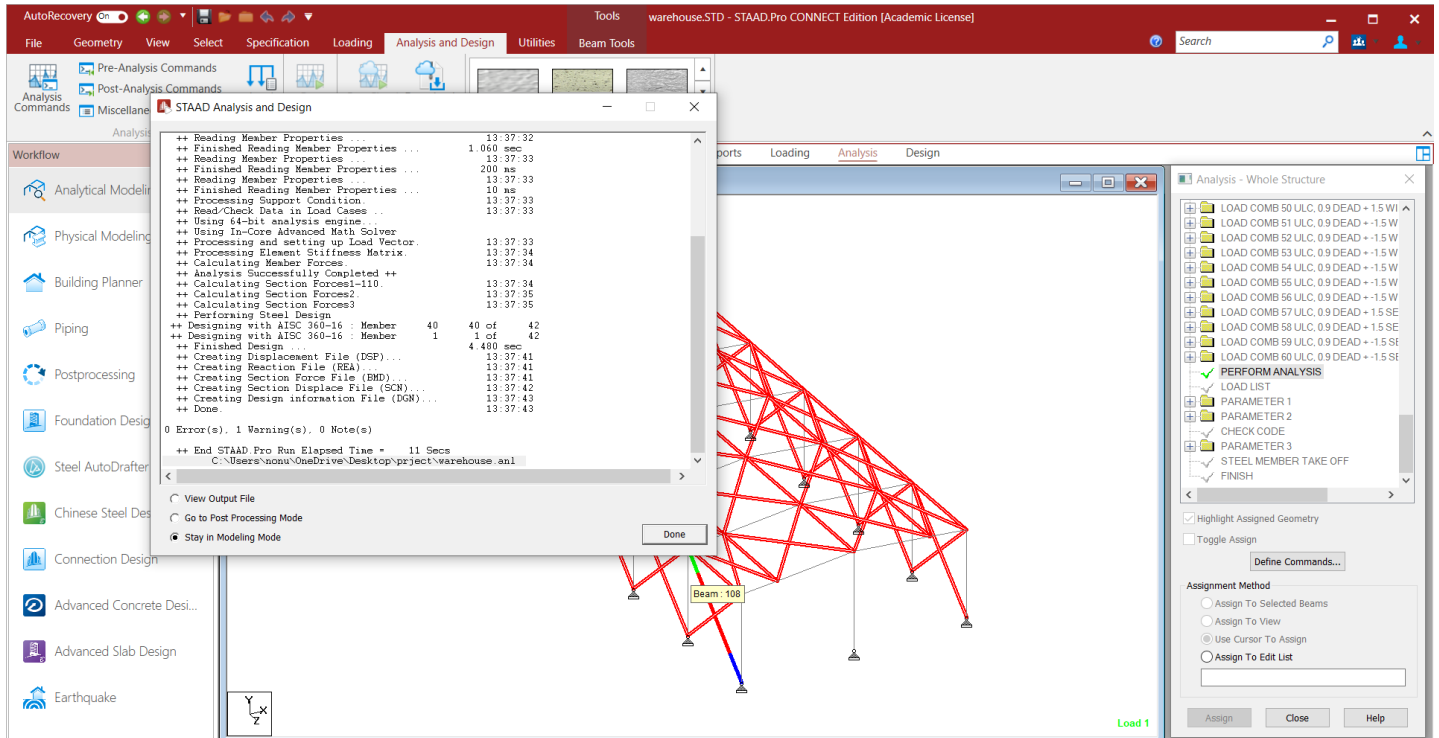 AutoRecovery On
Tools
warehouse.STD - STAAD.Pro CONNECT Edition [Academic License]
File Geometry View Select Specification Loading Analysis and Design Utilities Beam Tools
Search
Pre-Analysis Commands
Post-Analysis Commands
Analysis Commands
Workflow
Loading Analysis Design
Analytical
Physical Modeling
Building Planner
Piping
Postprocessing
Foundation Desig
Steel AutoDrafter
Chinese Steel Des
Connection Design
Advanced Concrete Desi...
Advanced Slab Design
Earthquake
STAAD Analysis and Design
++ Reading Member Properties ... 13:37:32
++ Finished Reading Member Properties ... 1.060 sec
++ Reading Member Properties ... 13:37:33
++ Finished Reading Member Properties ... 200 ms
++ Reading Member Properties ... 13:37:33
++ Finished Reading Member Properties ... 10 ms
++ Processing Support Condition. 13:37:33
++ Read/Check Data in Load Cases .. 13:37:33
++ Using 64-bit analysis engine...
++ Using In-Core Advanced Math Solver
++ Processing and setting up Load Vector. 13:37:33
++ Processing Element Stiffness Matrix. 13:37:34
++ Calculating Member Forces. 13:37:34
++ Analysis Successfully Completed ++
++ Calculating Section Forces1-110. 13:37:34
++ Calculating Section Forces2. 13:37:35
++ Calculating Section Forces3 13:37:35
++ Performing Steel Design
++ Designing with AISC 360-16 : Member 40 40 of 42
++ Designing with AISC 360-16 : Member 1 1 of 42
++ Finished Design ... 4.480 sec
++ Creating Displacement File (DSP)... 13:37:41
++ Creating Reaction File (REA)... 13:37:41
++ Creating Section Force File (BMD)... 13:37:41
++ Creating Section Displace File (SCN)... 13:37:42
++ Creating Design information File (DGN)... 13:37:43
++ Done. 13:37:43
0 Error(s), 1 Warning(s), 0 Note(s)
++ End STAAD.Pro Run Elapsed Time = 11 Secs
C:\Users\nonu\OneDrive\Desktop\prject\warehouse.anl
View Output File
Go to Post Processing Mode
Stay in Modeling Mode
Done
Beam : 108
Y
X
Z
Load 1
Analysis - Whole Structure
LOAD COMB 50 ULC, 0.9 DEAD + 1.5 WI
LOAD COMB 51 ULC, 0.9 DEAD + -1.5 W
LOAD COMB 52 ULC, 0.9 DEAD + -1.5 W
LOAD COMB 53 ULC, 0.9 DEAD + -1.5 W
LOAD COMB 54 ULC, 0.9 DEAD + -1.5 W
LOAD COMB 55 ULC, 0.9 DEAD + -1.5 W
LOAD COMB 56 ULC, 0.9 DEAD + -1.5 W
LOAD COMB 57 ULC, 0.9 DEAD + 1.5 SE
LOAD COMB 58 ULC, 0.9 DEAD + 1.5 SE
LOAD COMB 59 ULC, 0.9 DEAD + -1.5 SE
LOAD COMB 60 ULC, 0.9 DEAD + -1.5 SE
PERFORM ANALYSIS
LOAD LIST
PARAMETER 1
PARAMETER 2
CHECK CODE
PARAMETER 3
STEEL MEMBER TAKE OFF
FINISH
Highlight Assigned Geometry
Toggle Assign
Define Commands...
Assignment Method
Assign To Selected Beams
Assign To View
Use Cursor To Assign
Assign To Edit List
Assign Close Help